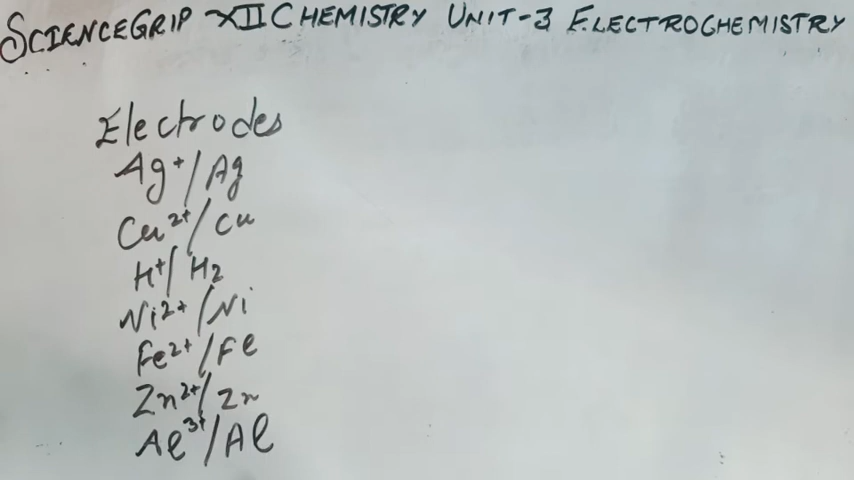 SCIENCEGRIP XII CHEMISTRY UNIT-3 ELECTROCHEMISTRY
Electrodes
Ag⁺/Ag
Cu²⁺/Cu
H⁺/H₂
Ni²⁺/Ni
Fe²⁺/Fe
Zn²⁺/Zn
Al³⁺/Al